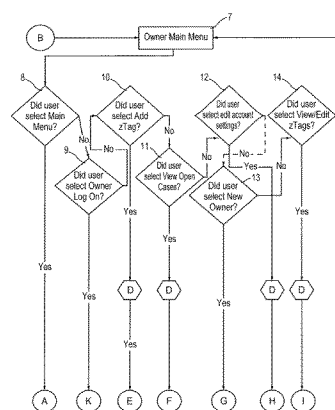 7
B
Owner Main Menu
8
10
12
14
Did user
select Main
Menu?
Did user
select Add
zTag?
Did user
select edit account
settings?
Did user
select View/Edit
zTags?
No
No
No
No
No
No
9
11
13
Yes
Did user
select Owner
Log On?
Did user
select View Open
Cases?
Did user
select New
Owner?
Yes
Yes
Yes
Yes
Yes
Yes
D
D
D
D
Yes
A
K
E
F
G
H
I